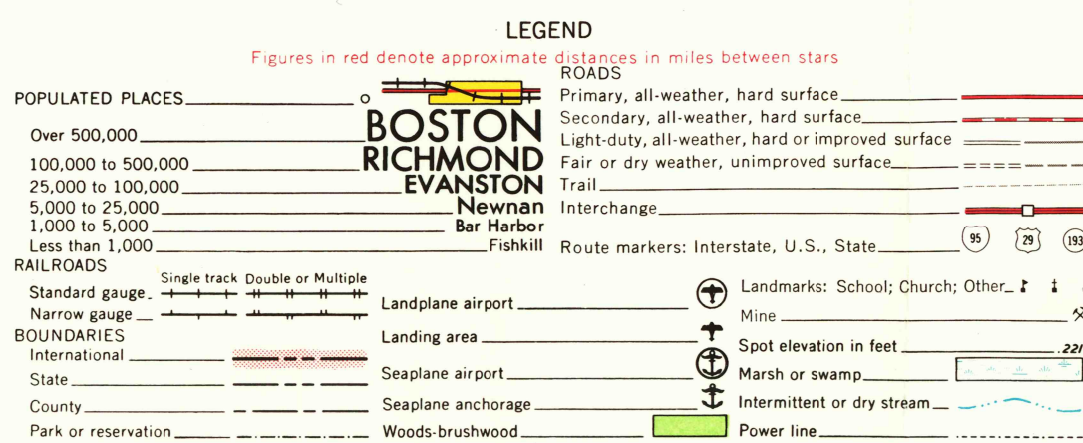 LEGEND
Figures in red denote approximate distances in miles between stars
POPULATED PLACES
Over 500,000 BOSTON
100,000 to 500,000 RICHMOND
25,000 to 100,000 EVANSTON
5,000 to 25,000 Newnan
1,000 to 5,000 Bar Harbor
Less than 1,000 Fishkill
ROADS
Primary, all-weather, hard surface
Secondary, all-weather, hard surface
Light-duty, all-weather, hard or improved surface
Fair or dry weather, unimproved surface
Trail
Interchange
Route markers: Interstate, U.S., State 95 29 193
RAILROADS
Single track Double or Multiple
Standard gauge
Narrow gauge
BOUNDARIES
International
State
County
Park or reservation
Landplane airport
Landing area
Seaplane airport
Seaplane anchorage
Woods-brushwood
Landmarks: School; Church; Other
Mine
Spot elevation in feet .221
Marsh or swamp
Intermittent or dry stream
Power line